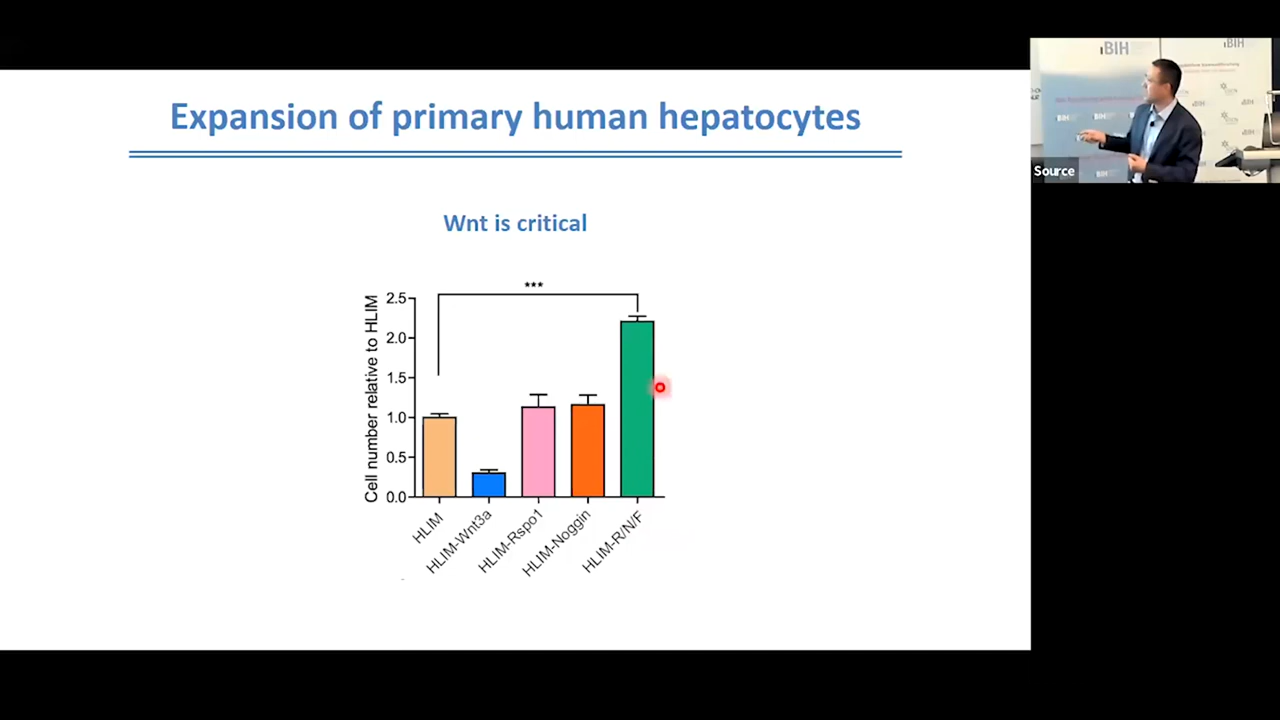 Expansion of primary human hepatocytes
Wnt is critical
***
Cell number relative to HLIM
2.5
2.0
1.5
1.0
0.5
0.0
HLIM
HLIM-Wnt3a
HLIM-Rspo1
HLIM-Noggin
HLIM-R/N/F
BIH
BIH
Source